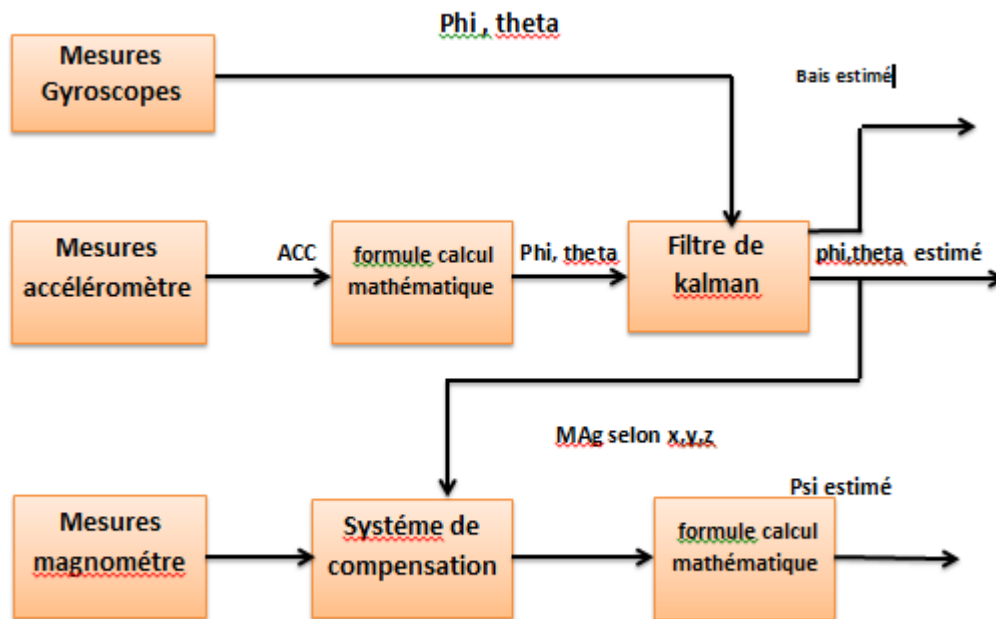 Phi , theta
Mesures
Gyroscopes
Bais estimé
Mesures
accéléromètre
ACC
formule calcul
mathématique
Phi, theta
Filtre de
kalman
phi,theta estimé
MAg selon x,y,z
Mesures
magnométre
Systéme de
compensation
formule calcul
mathématique
Psi estimé